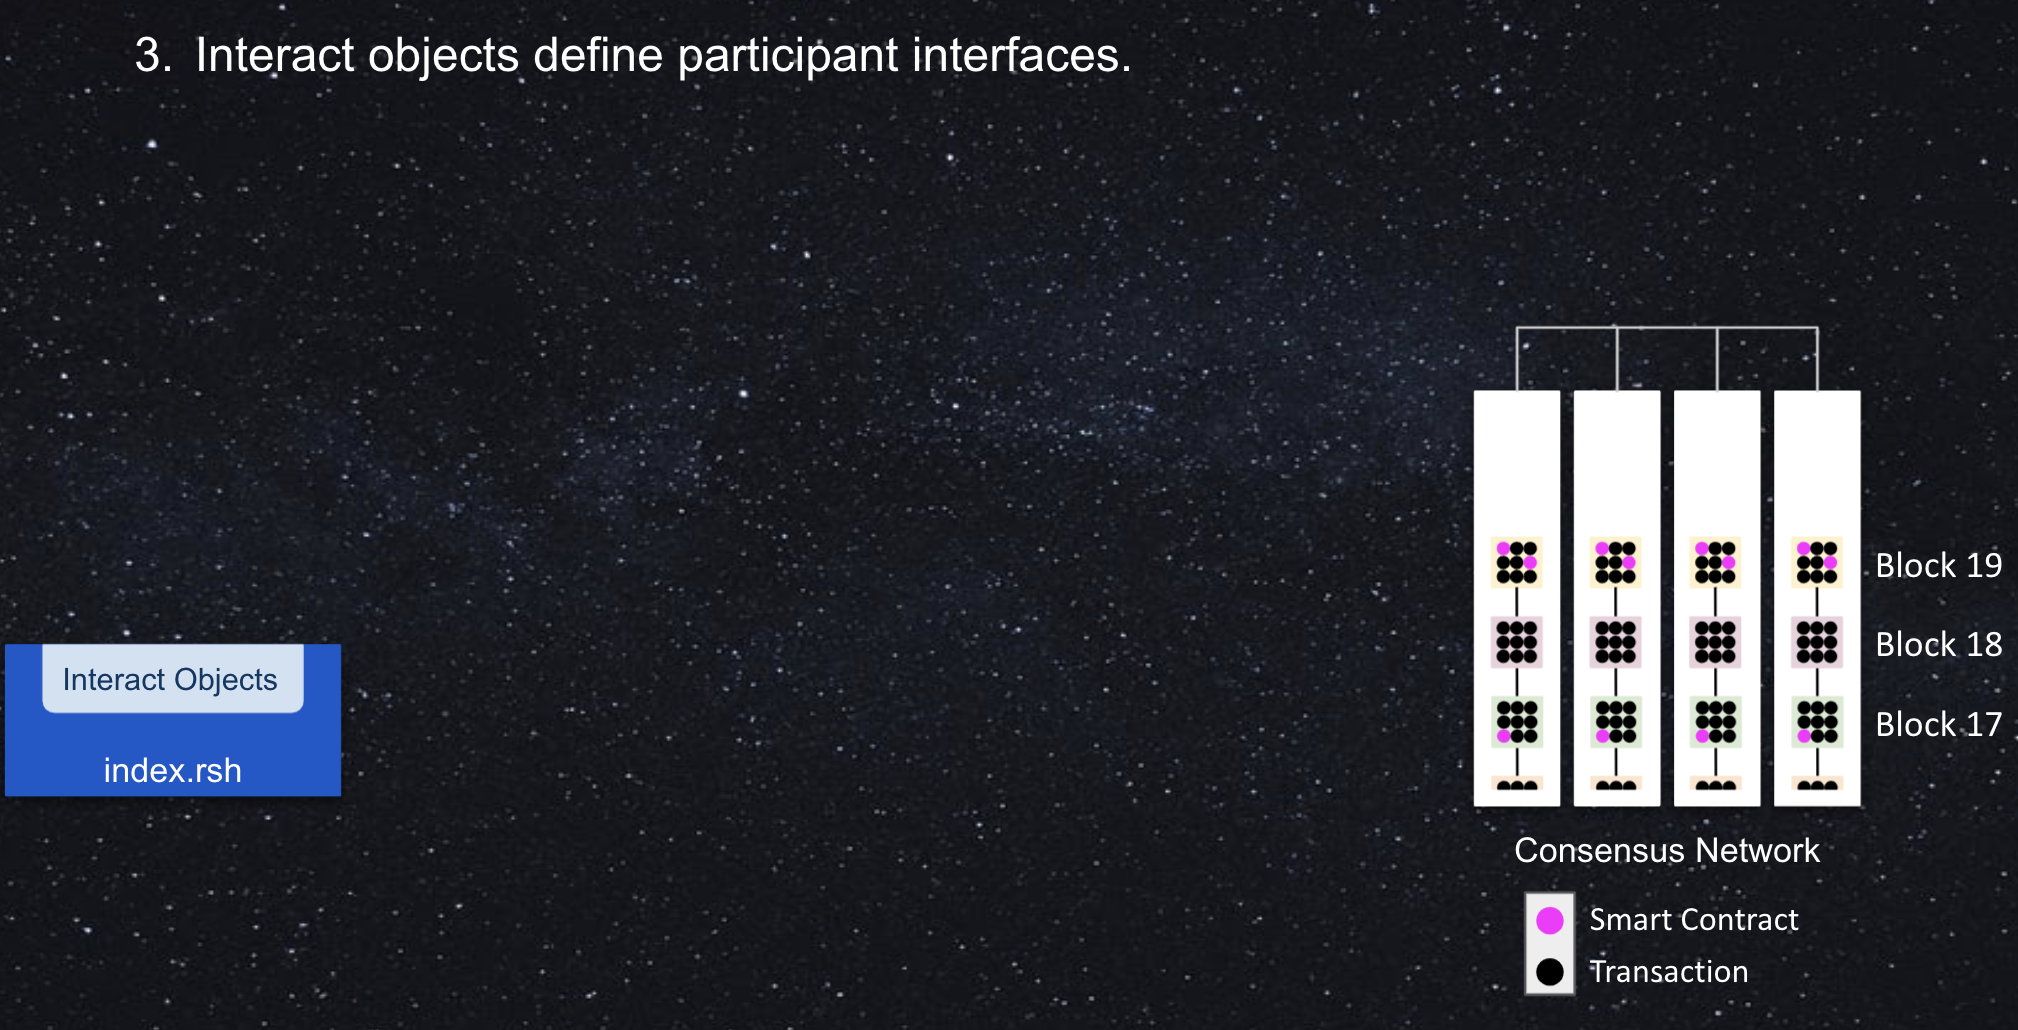 3. Interact objects define participant interfaces.
Interact Objects
index.rsh
Block 19
Block 18
Block 17
Consensus Network
Smart Contract
Transaction